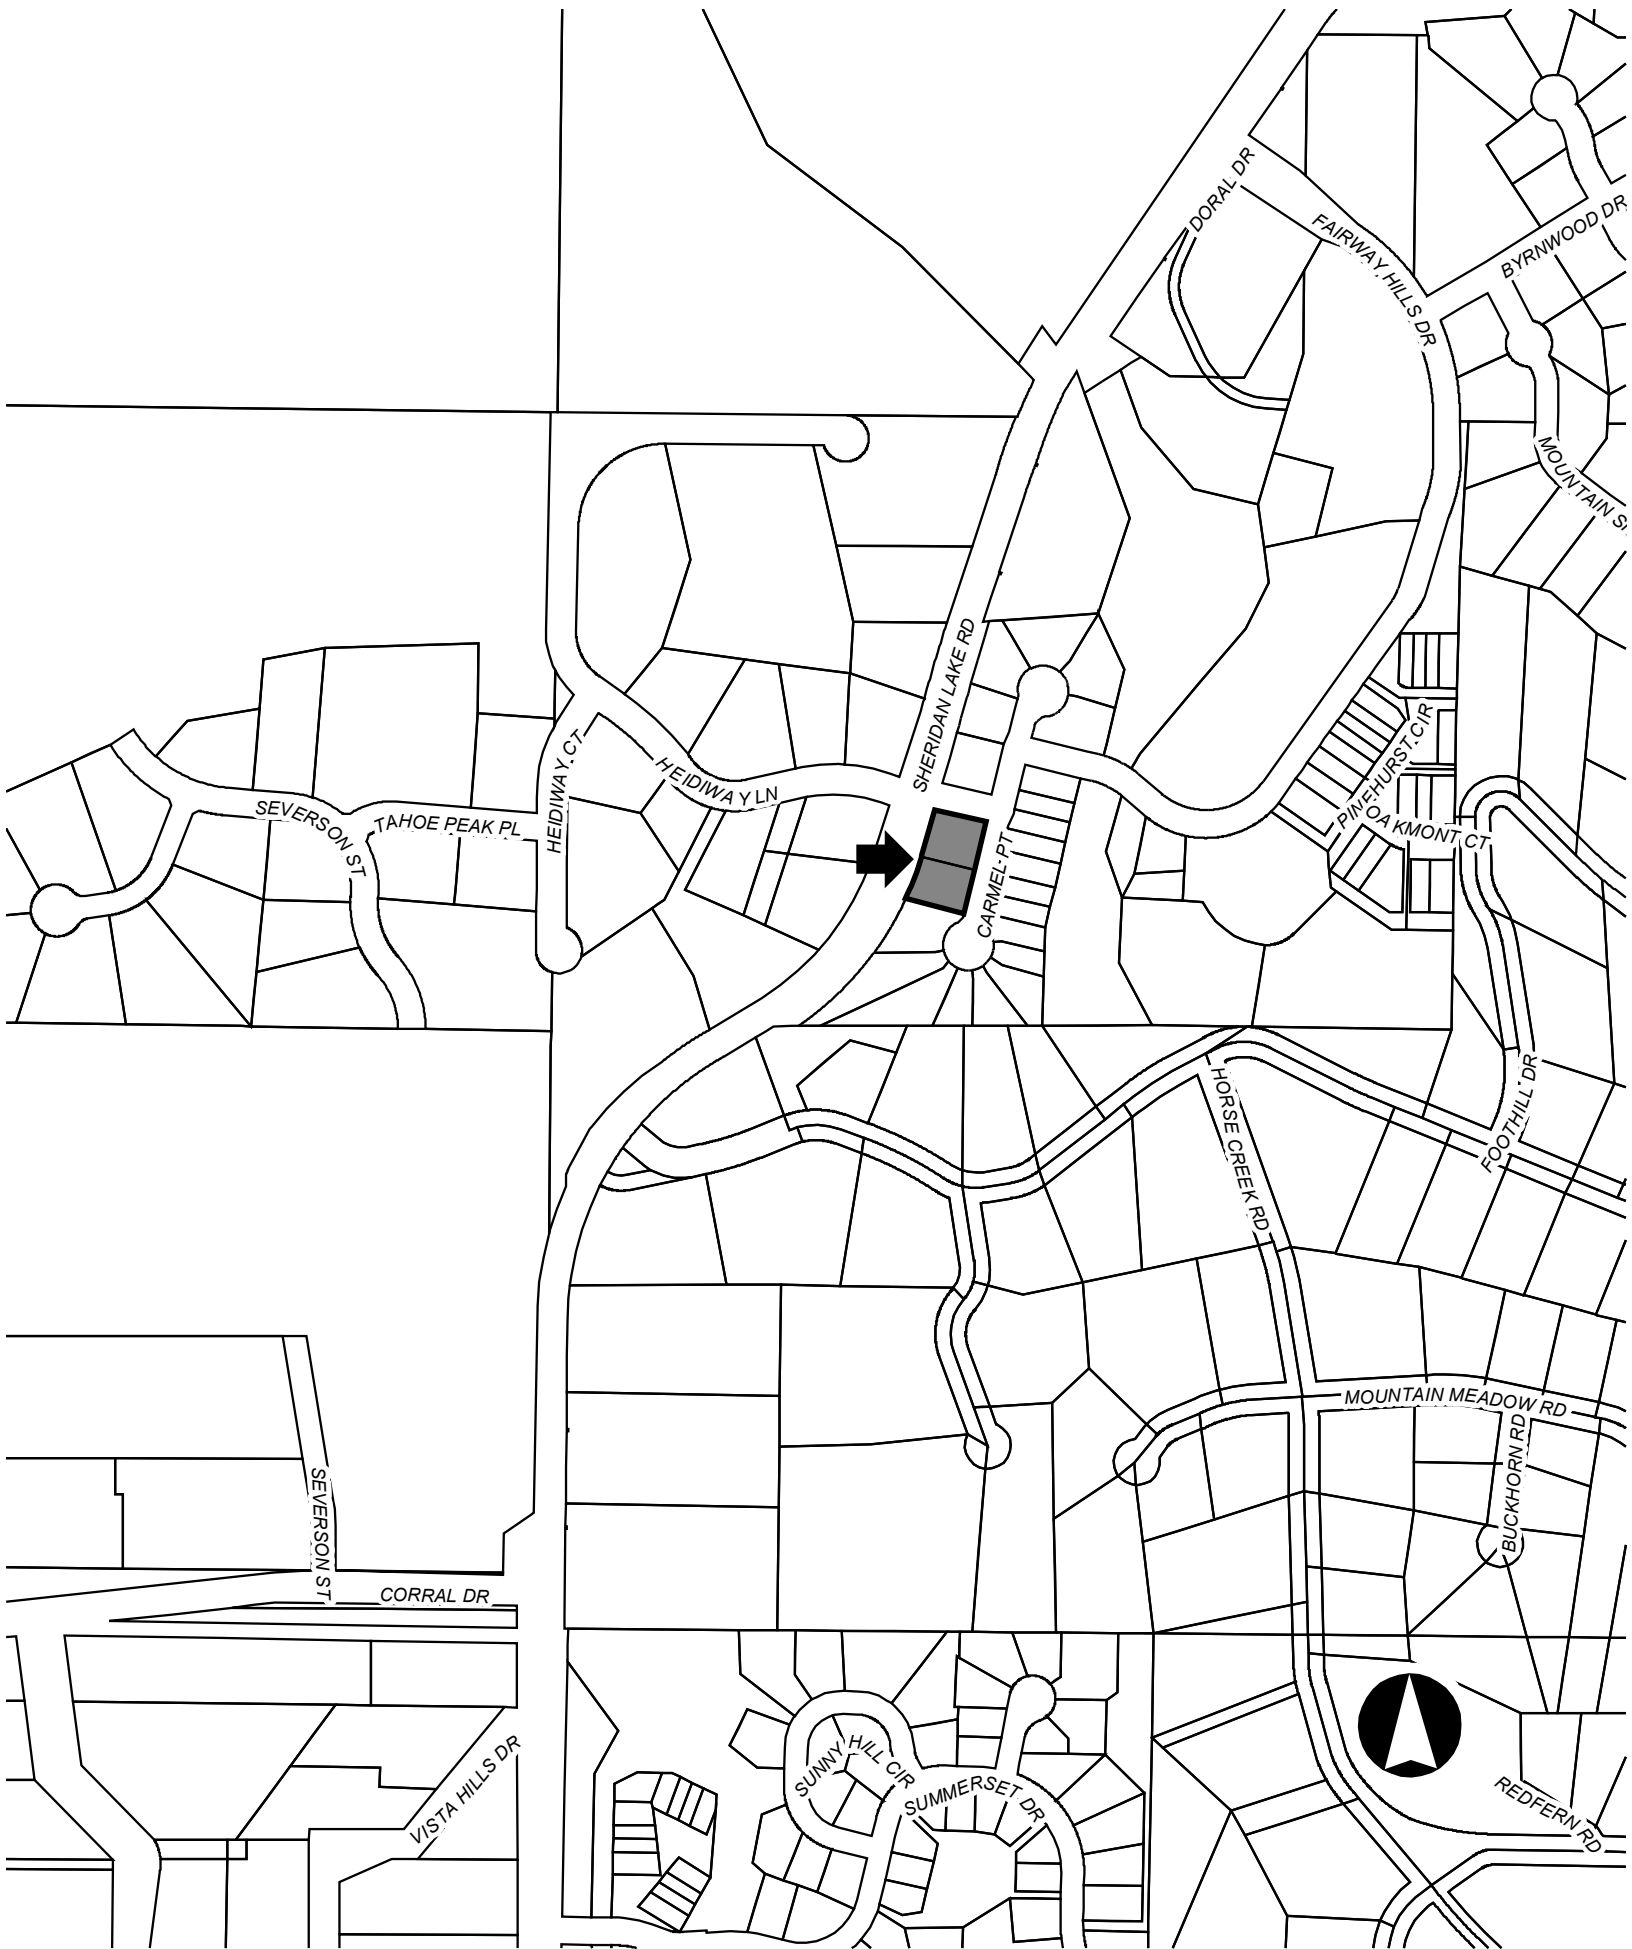 DORAL DR
FAIRWAY HILLS DR
BYRNWOOD DR
MOUNTAIN
SHERIDAN LAKE RD
HEIDIWAY CT
HEIDIWAY LN
SEVERSON ST
TAHOE PEAK PL
PINEHURST CIR
OAKMONT CT
CARMEL PT
HORSE CREEK RD
FOOTHILL DR
MOUNTAIN MEADOW RD
BUCKHORN RD
SEVERSON ST
CORRAL DR
VISTA HILLS DR
SUNNY HILL CIR
SUMMERSET DR
REDFERN RD